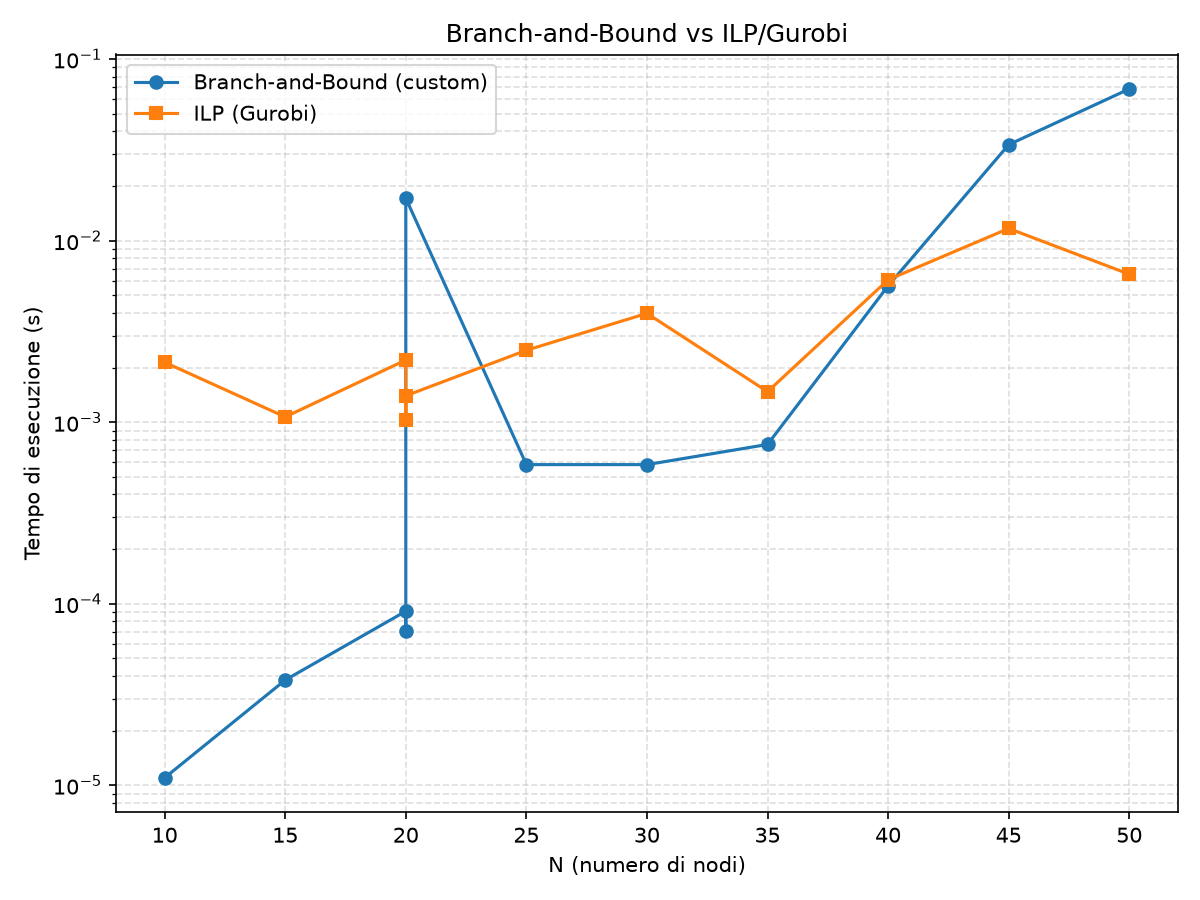 Branch-and-Bound vs ILP/Gurobi
Branch-and-Bound (custom)
ILP (Gurobi)
Tempo di esecuzione (s)
10⁻¹
10⁻²
10⁻³
10⁻⁴
10⁻⁵
10 15 20 25 30 35 40 45 50
N (numero di nodi)